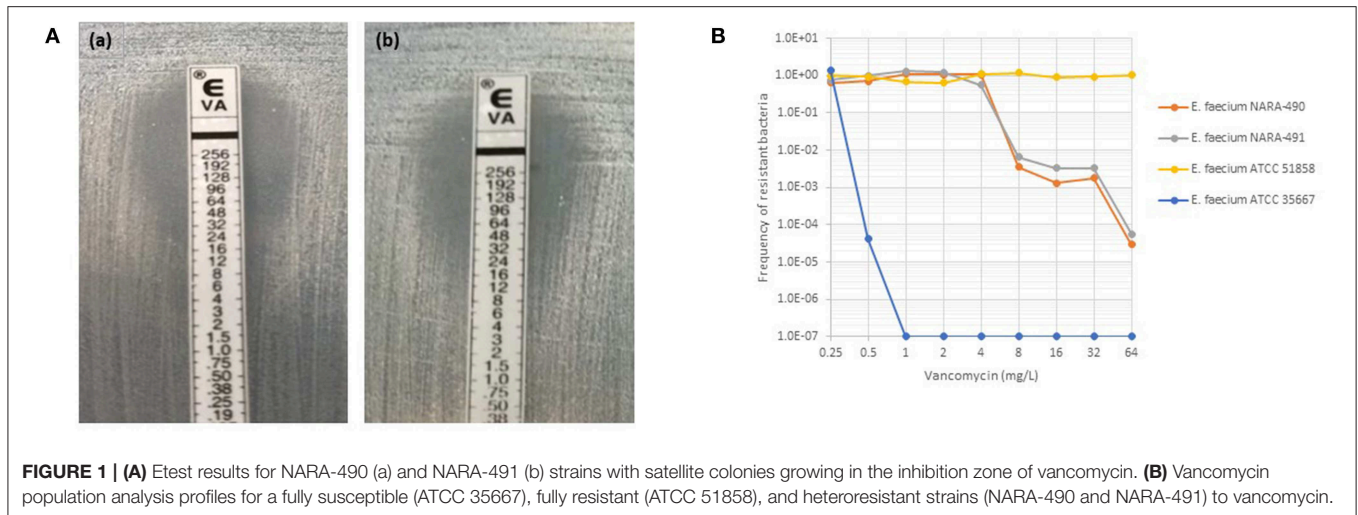 A
(a)
®
E
VA
256
192
128
96
64
48
32
24
16
12
8
6
4
3
2
1.5
1.0
.75
.50
.38
.25
.19
(b)
®
E
VA
256
192
128
96
64
48
32
24
16
12
8
6
4
3
2
1.5
1.0
.75
.50
.38
B
Frequency of resistant bacteria
1.0E+01
1.0E+00
1.0E-01
1.0E-02
1.0E-03
1.0E-04
1.0E-05
1.0E-06
1.0E-07
0.25 0.5 1 2 4 8 16 32 64
Vancomycin (mg/L)
E. faecium NARA-490
E. faecium NARA-491
E. faecium ATCC 51858
E. faecium ATCC 35667
FIGURE 1 | (A) Etest results for NARA-490 (a) and NARA-491 (b) strains with satellite colonies growing in the inhibition zone of vancomycin. (B) Vancomycin
population analysis profiles for a fully susceptible (ATCC 35667), fully resistant (ATCC 51858), and heteroresistant strains (NARA-490 and NARA-491) to vancomycin.